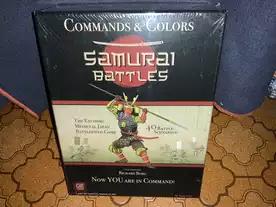 COMMANDS & COLORS
SAMURAI
BATTLES
THE EXCITING
MEDIEVAL JAPAN
BATTLEFIELD GAME
40 BATTLE
SCENARIOS
RICHARD BORG
NOW YOU ARE IN COMMAND!